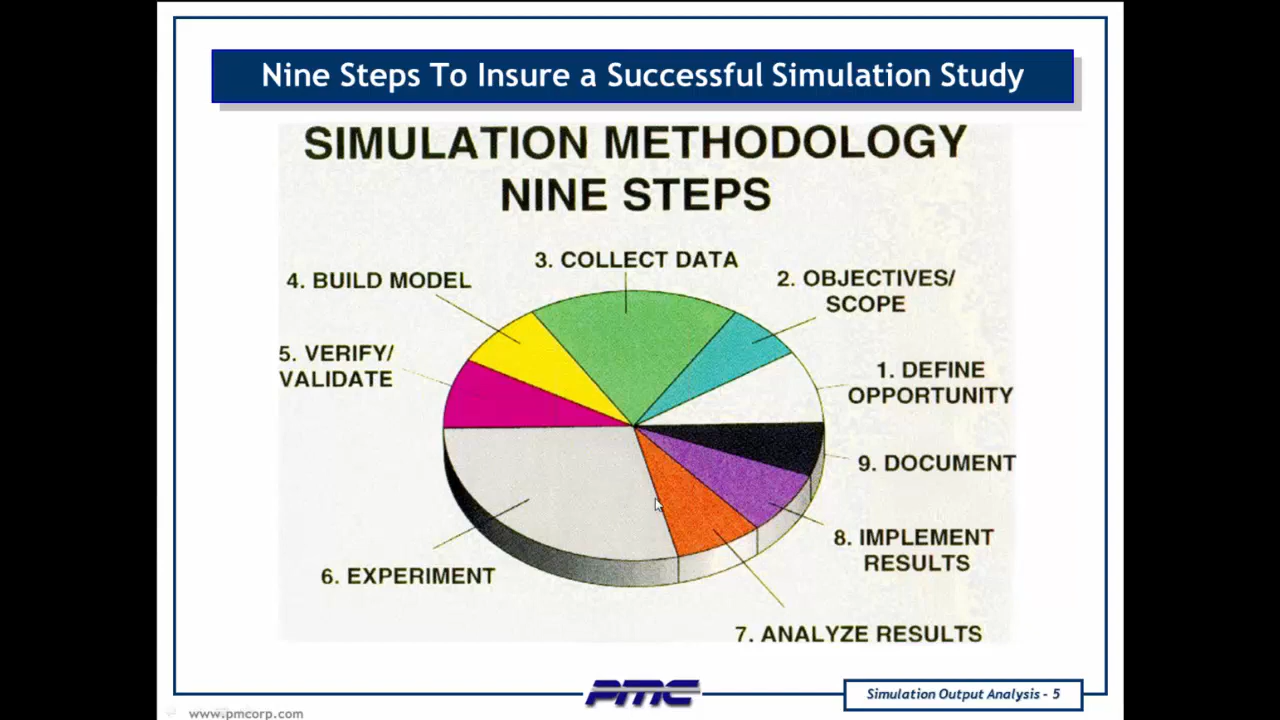 Nine Steps To Insure a Successful Simulation Study
SIMULATION METHODOLOGY
NINE STEPS
3. COLLECT DATA
4. BUILD MODEL
2. OBJECTIVES/
SCOPE
5. VERIFY/
VALIDATE
1. DEFINE
OPPORTUNITY
9. DOCUMENT
8. IMPLEMENT
RESULTS
6. EXPERIMENT
7. ANALYZE RESULTS
PMC
Simulation Output Analysis - 5
www.pmcorp.com